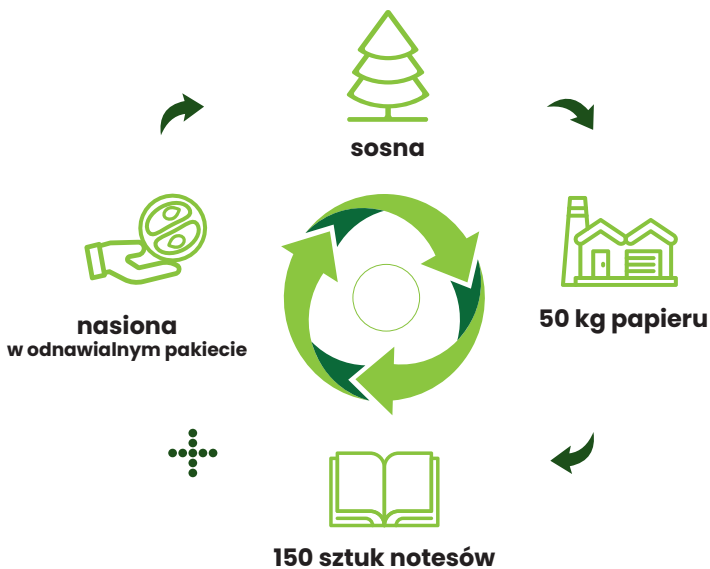 sosna
50 kg papieru
150 sztuk notesów
nasiona
w odnawialnym pakiecie